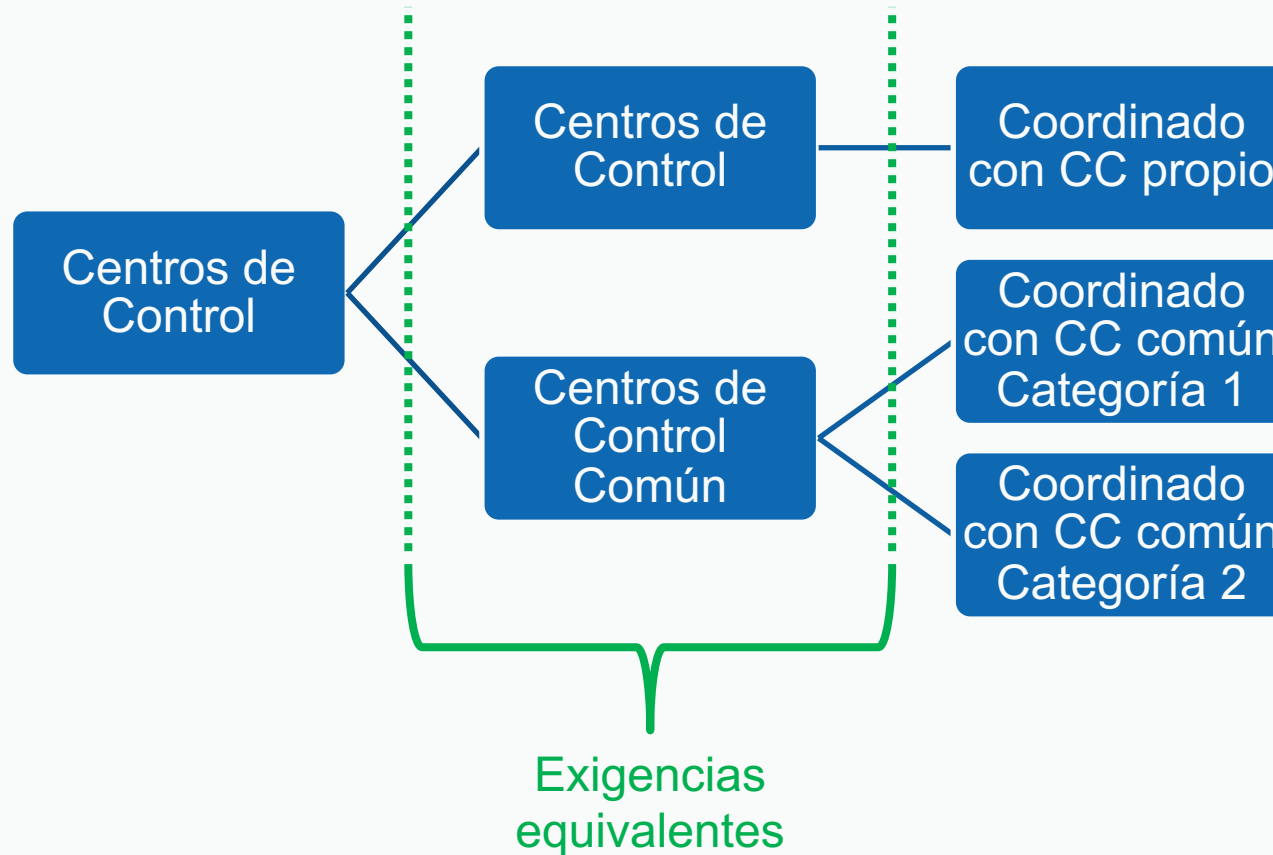 Centros de
Control
Centros de
Control
Centros de
Control
Común
Coordinado
con CC propio
Coordinado
con CC común
Categoría 1
Coordinado
con CC común
Categoría 2
Exigencias
equivalentes